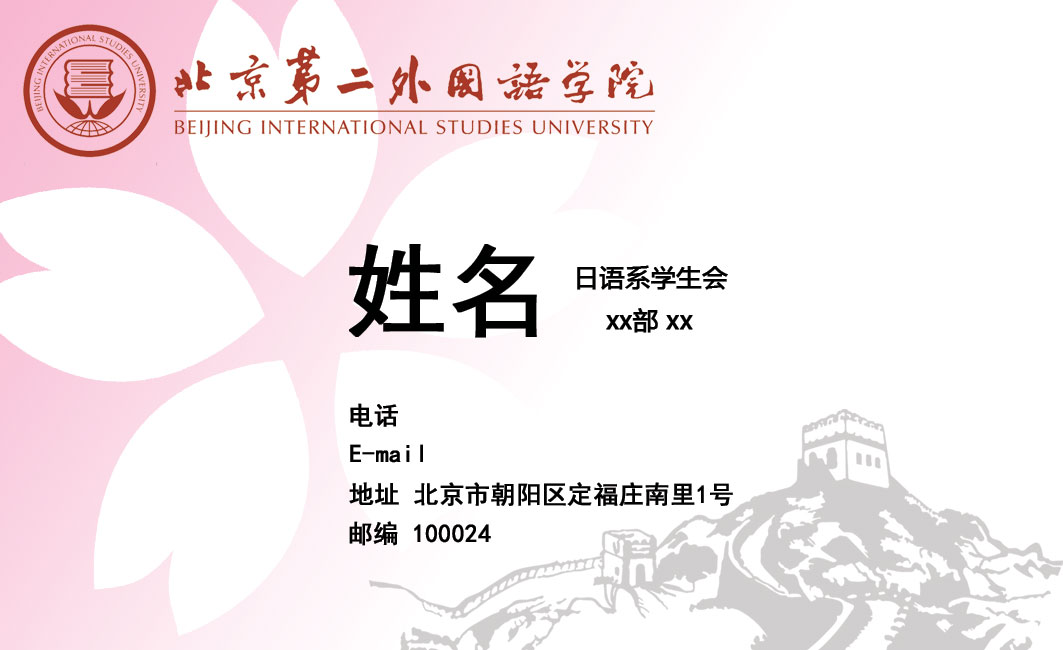 BEIJING INTERNATIONAL STUDIES UNIVERSITY
北京第二外国語学院
BEIJING INTERNATIONAL STUDIES UNIVERSITY
姓名
日语系学生会
xx部 xx
电话
E-mail
地址 北京市朝阳区定福庄南里1号
邮编 100024